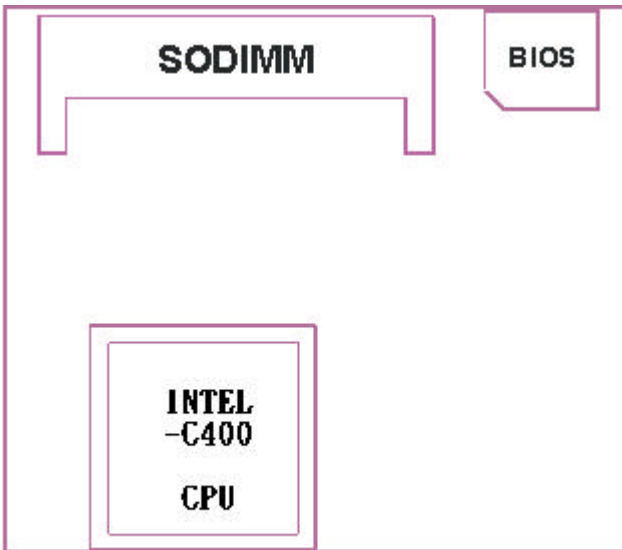 SODIMM
BIOS
INTEL
-C400
CPU